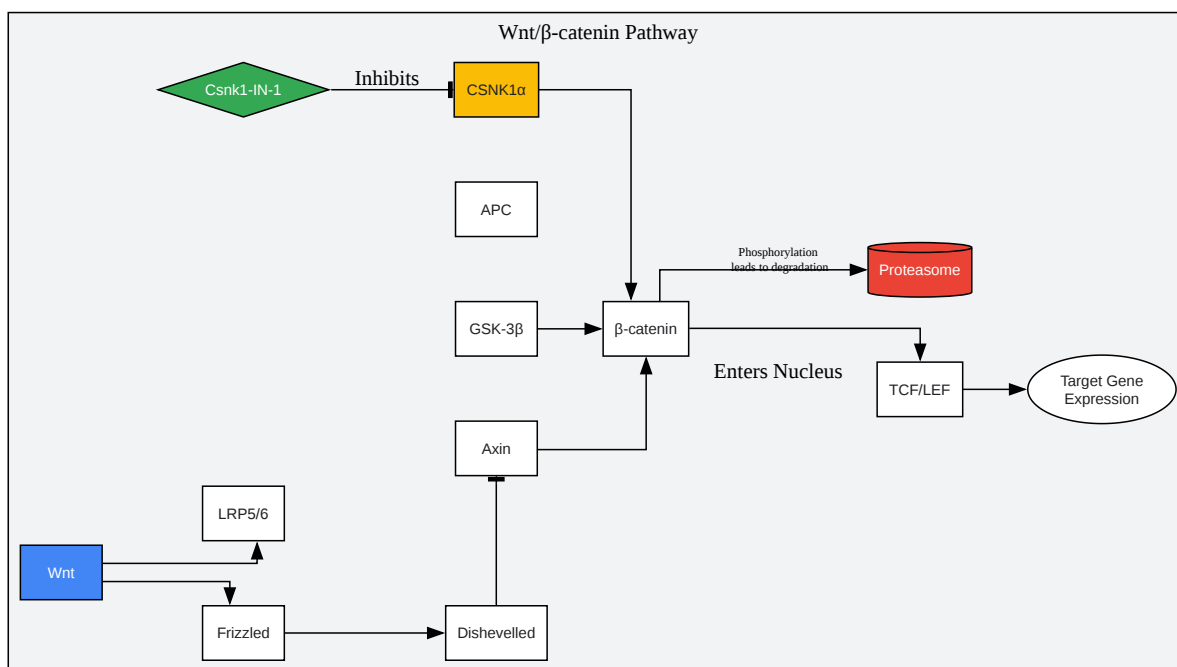 Wnt/β-catenin Pathway
Csnk1-IN-1
Inhibits
CSNK1α
APC
Phosphorylation
leads to degradation
Proteasome
GSK-3β
β-catenin
Enters Nucleus
TCF/LEF
Target Gene
Expression
Axin
LRP5/6
Wnt
Frizzled
Dishevelled